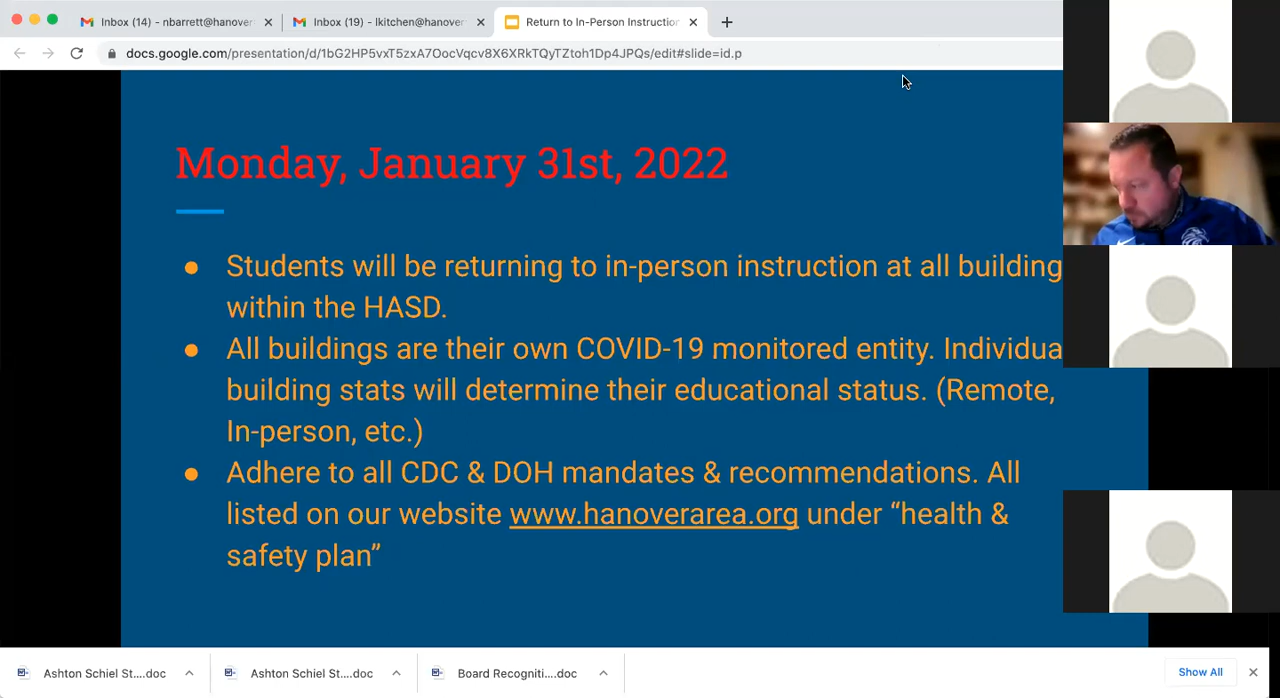 Inbox (14) - nbarrett@hanover
Inbox (19) - lkitchen@hanover
Return to In-Person Instruction
docs.google.com/presentation/d/1bG2HP5vxT5zxA7OocVqcv8X6XRkTQyTZtoh1Dp4JPQs/edit#slide=id.p
Monday, January 31st, 2022
● Students will be returning to in-person instruction at all building
within the HASD.
● All buildings are their own COVID-19 monitored entity. Individua
building stats will determine their educational status. (Remote,
In-person, etc.)
● Adhere to all CDC & DOH mandates & recommendations. All
listed on our website www.hanoverarea.org under “health &
safety plan”
Ashton Schiel St....doc
Ashton Schiel St....doc
Board Recogniti....doc
Show All